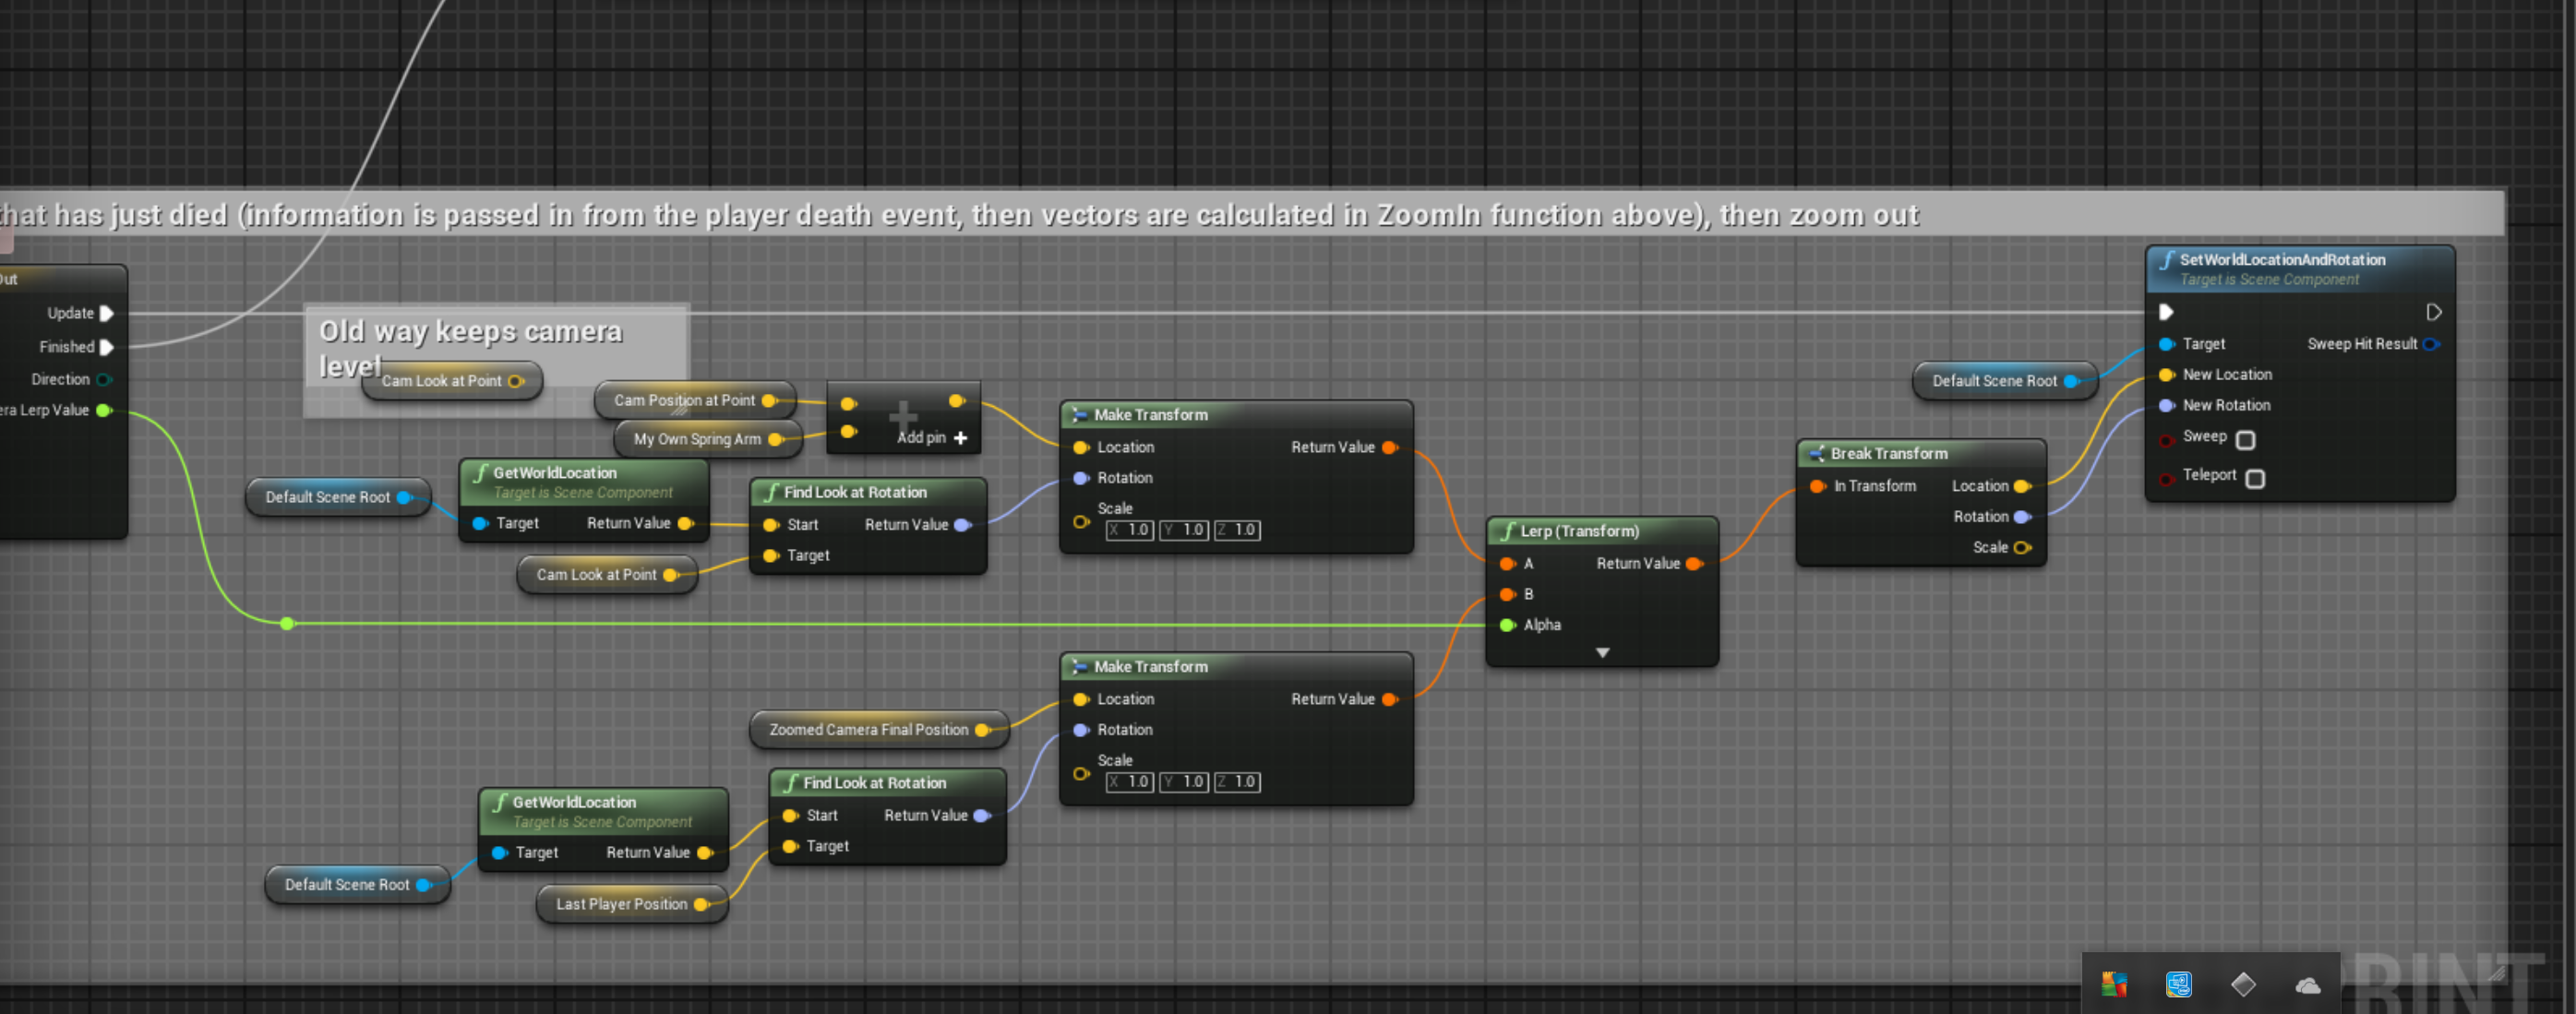 that has just died (information is passed in from the player death event, then vectors are calculated in ZoomIn function above), then zoom out
Out
Update
Finished
Direction
era Lerp Value
Old way keeps camera
level
Cam Look at Point
Cam Position at Point
My Own Spring Arm
Add pin
Default Scene Root
GetWorldLocation
Target is Scene Component
Target Return Value
Cam Look at Point
Find Look at Rotation
Start Return Value
Target
Make Transform
Location Return Value
Rotation
Scale
X 1.0 Y 1.0 Z 1.0
Lerp (Transform)
A Return Value
B
Alpha
Break Transform
In Transform Location
Rotation
Scale
Default Scene Root
SetWorldLocationAndRotation
Target is Scene Component
Target Sweep Hit Result
New Location
New Rotation
Sweep
Teleport
Make Transform
Location Return Value
Rotation
Scale
X 1.0 Y 1.0 Z 1.0
Zoomed Camera Final Position
Find Look at Rotation
Start Return Value
Target
GetWorldLocation
Target is Scene Component
Target Return Value
Default Scene Root
Last Player Position
RINT